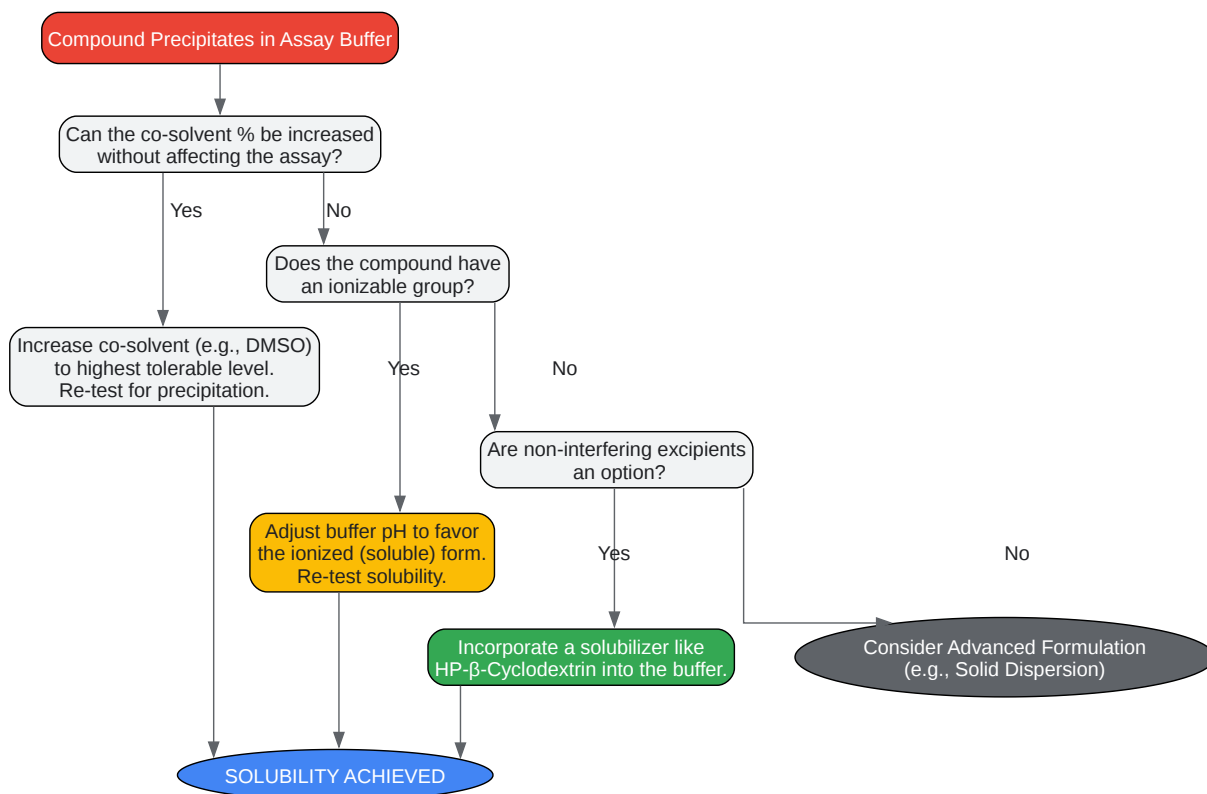 Compound Precipitates in Assay Buffer
Can the co-solvent % be increased
without affecting the assay?
Yes
No
Does the compound have
an ionizable group?
Increase co-solvent (e.g., DMSO)
to highest tolerable level.
Re-test for precipitation.
Yes
No
Are non-interfering excipients
an option?
Adjust buffer pH to favor
the ionized (soluble) form.
Re-test solubility.
Yes
No
Incorporate a solubilizer like
HP-β-Cyclodextrin into the buffer.
Consider Advanced Formulation
(e.g., Solid Dispersion)
SOLUBILITY ACHIEVED